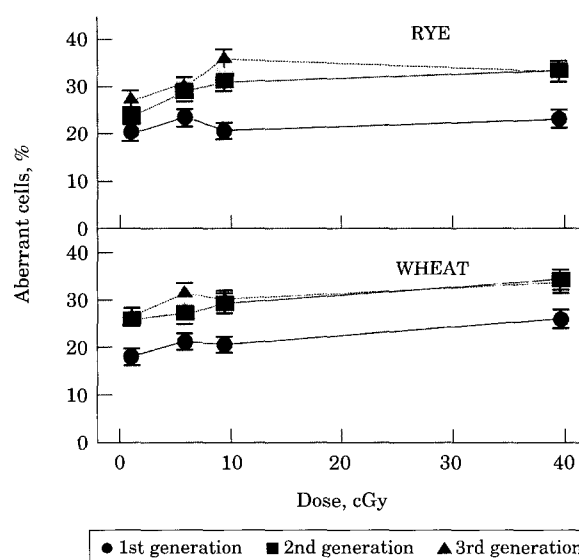 40
RYE
30
20
10
0
Aberrant cells, %
40
WHEAT
30
20
10
0
0 10 20 30 40
Dose, cGy
● 1st generation ■ 2nd generation ▲ 3rd generation